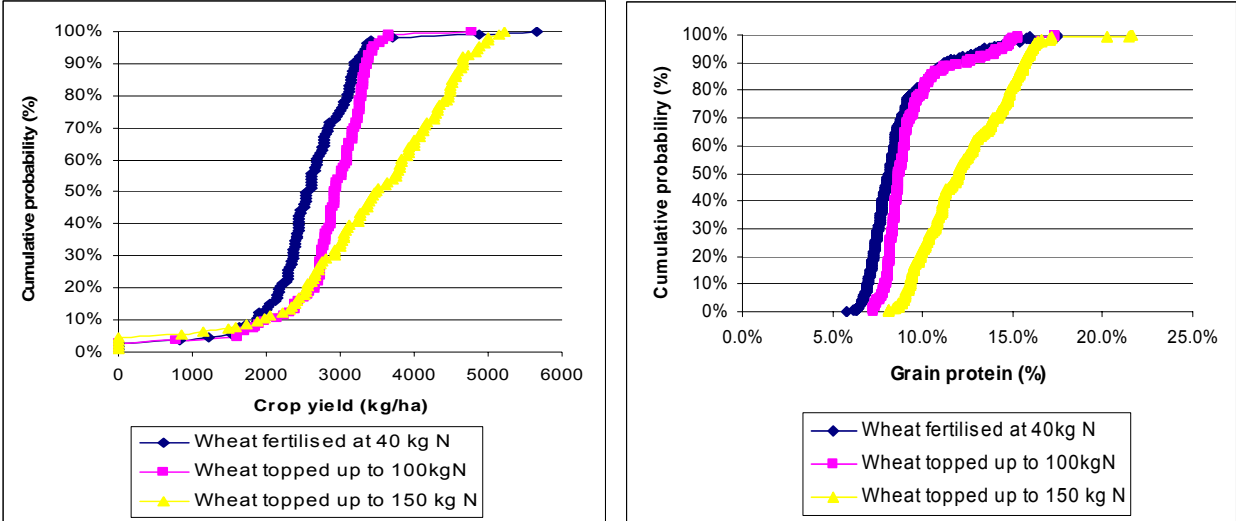 100%
90%
80%
70%
60%
50%
40%
30%
20%
10%
0%
Cumulative probability (%)
0 1000 2000 3000 4000 5000 6000
Crop yield (kg/ha)
Wheat fertilised at 40 kg N
Wheat topped up to 100kgN
Wheat topped up to 150 kg N
100%
90%
80%
70%
60%
50%
40%
30%
20%
10%
0%
Cumulative probabiliry (%)
0.0% 5.0% 10.0% 15.0% 20.0% 25.0%
Grain protein (%)
Wheat fertilised at 40kg N
Wheat topped up to 100kgN
Wheat topped up to 150 kg N